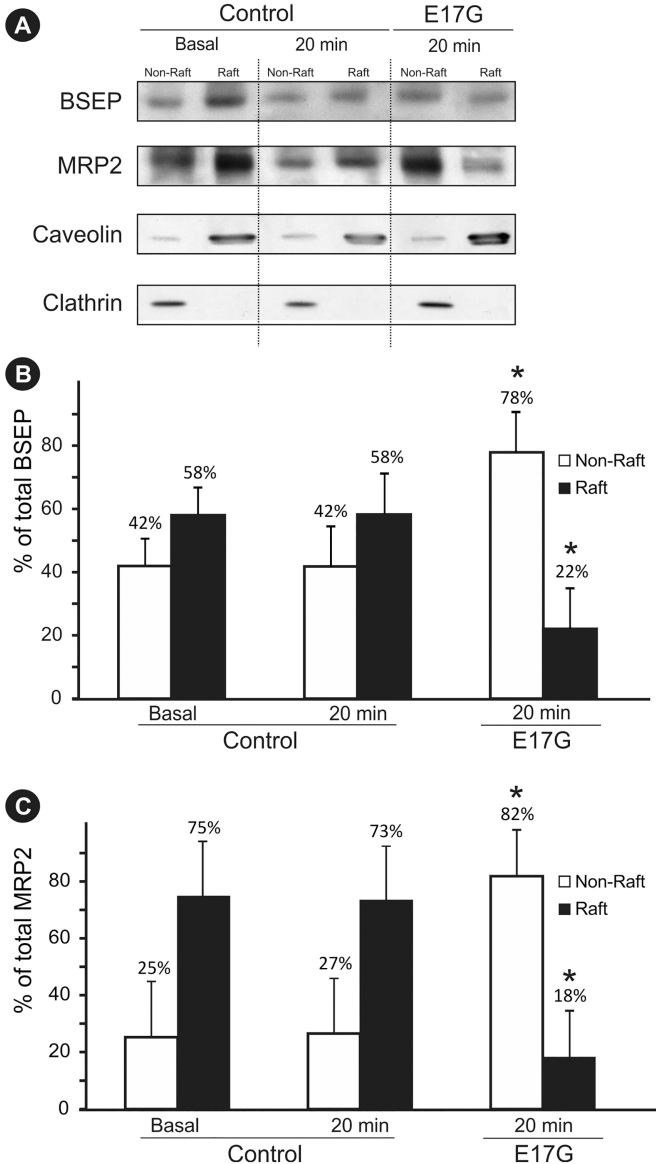 A
Control E17G
Basal 20 min 20 min
Non-Raft Raft Non-Raft Raft Non-Raft Raft
BSEP
MRP2
Caveolin
Clathrin
B
% of total BSEP
80
60
40
20
0
42%
58%
42%
58%
*
78%
*
22%
Non-Raft
Raft
Basal 20 min 20 min
Control E17G
C
% of total MRP2
80
60
40
20
0
25%
75%
27%
73%
*
82%
*
18%
Non-Raft
Raft
Basal 20 min 20 min
Control E17G